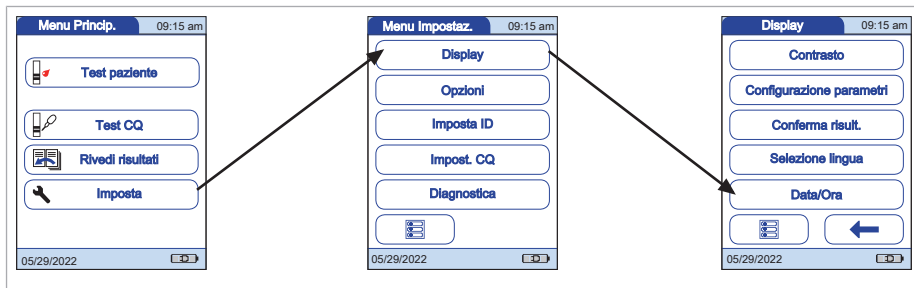 Menu Princip. 09:15 am
Test paziente
Test CQ
Rivedi risultati
Imposta
05/29/2022
Menu Impostaz. 09:15 am
Display
Opzioni
Imposta ID
Impost. CQ
Diagnostica
05/29/2022
Display 09:15 am
Contrasto
Configurazione parametri
Conferma risult.
Selezione lingua
Data/Ora
05/29/2022